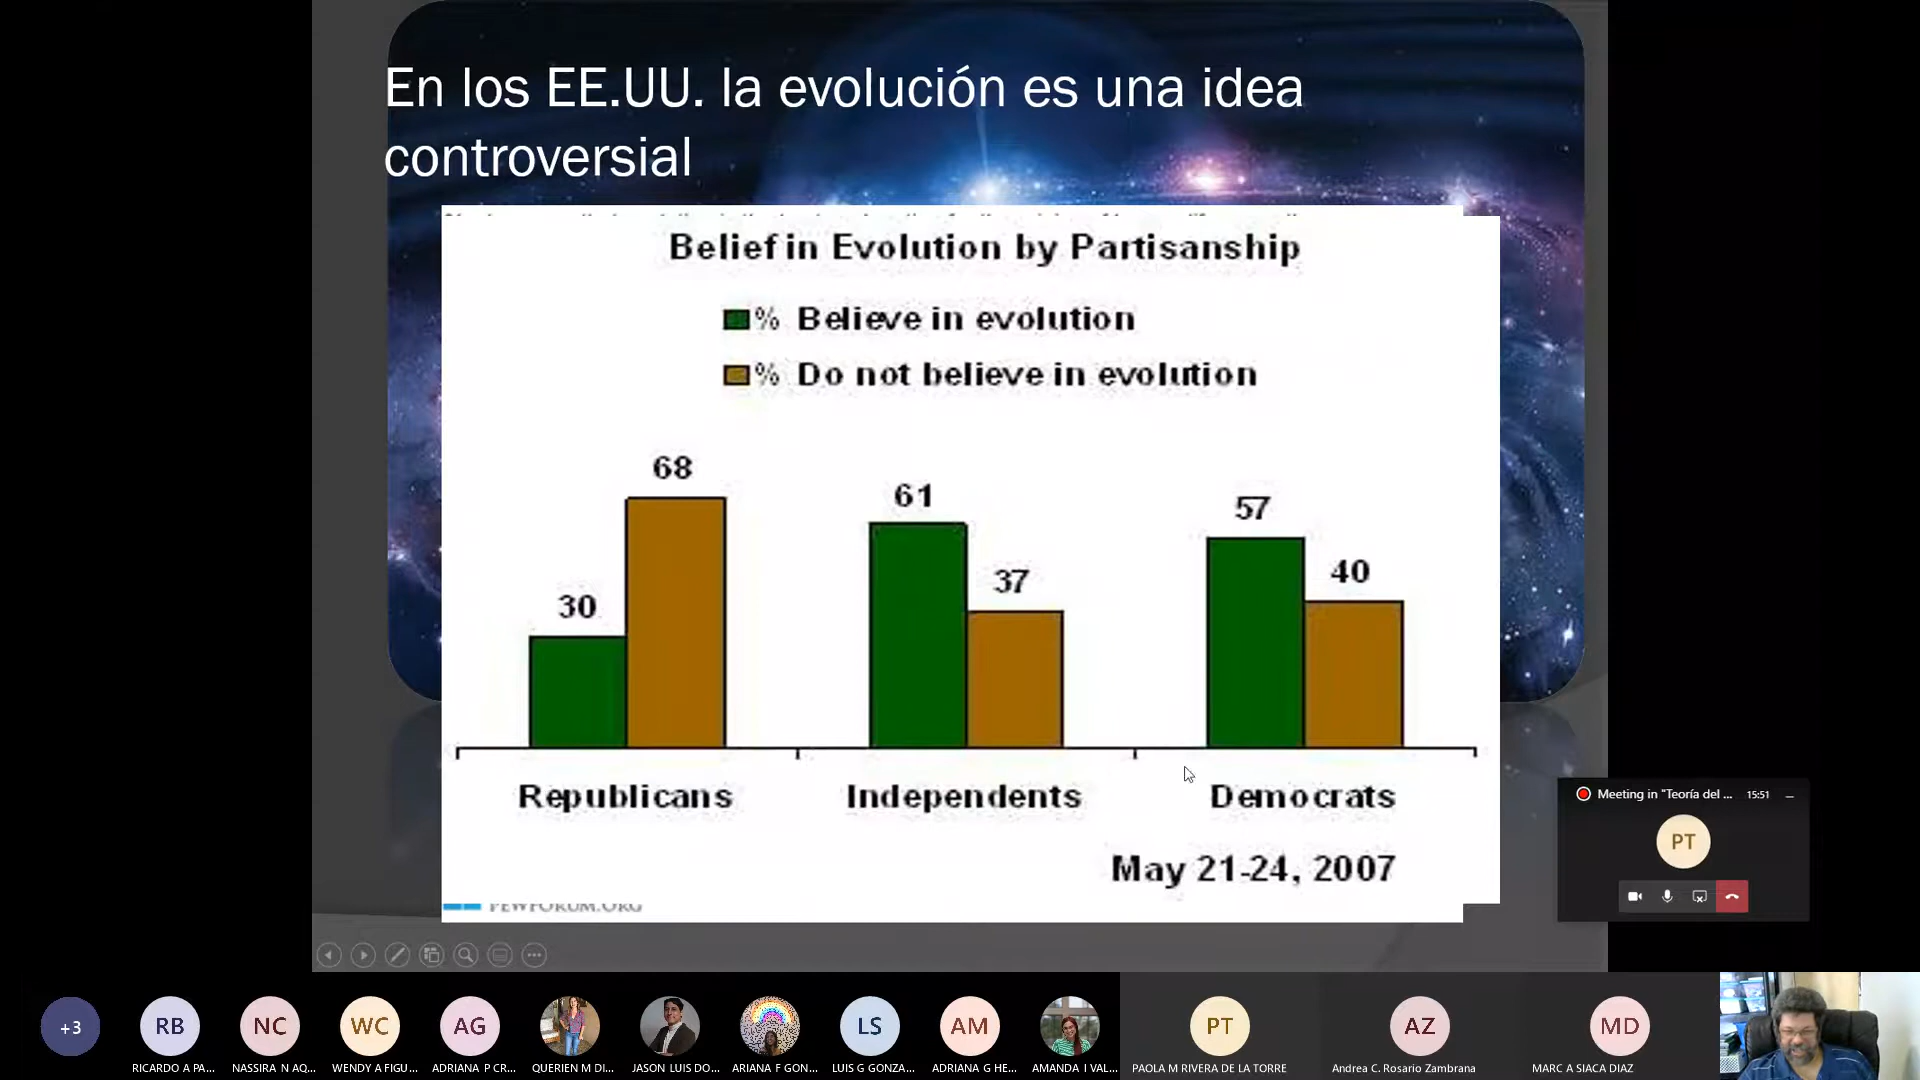 En los EE.UU. la evolución es una idea
controversial
Belief in Evolution by Partisanship
% Believe in evolution
% Do not believe in evolution
68
61
57
30
37
40
Republicans
Independents
Democrats
May 21-24, 2007
PEWFORUM.ORG
Meeting in "Teoría del ...
15:51
PT
+3
RB
NC
WC
AG
LS
AM
PT
AZ
MD
RICARDO A PA...
NASSIRA N AQ...
WENDY A FIGU...
ADRIANA P CR...
QUERIEN M DI...
JASON LUIS DO...
ARIANA F GON...
LUIS G GONZA...
ADRIANA G HE...
AMANDA I VAL...
PAOLA M RIVERA DE LA TORRE
Andrea C. Rosario Zambrana
MARC A SIACA DIAZ